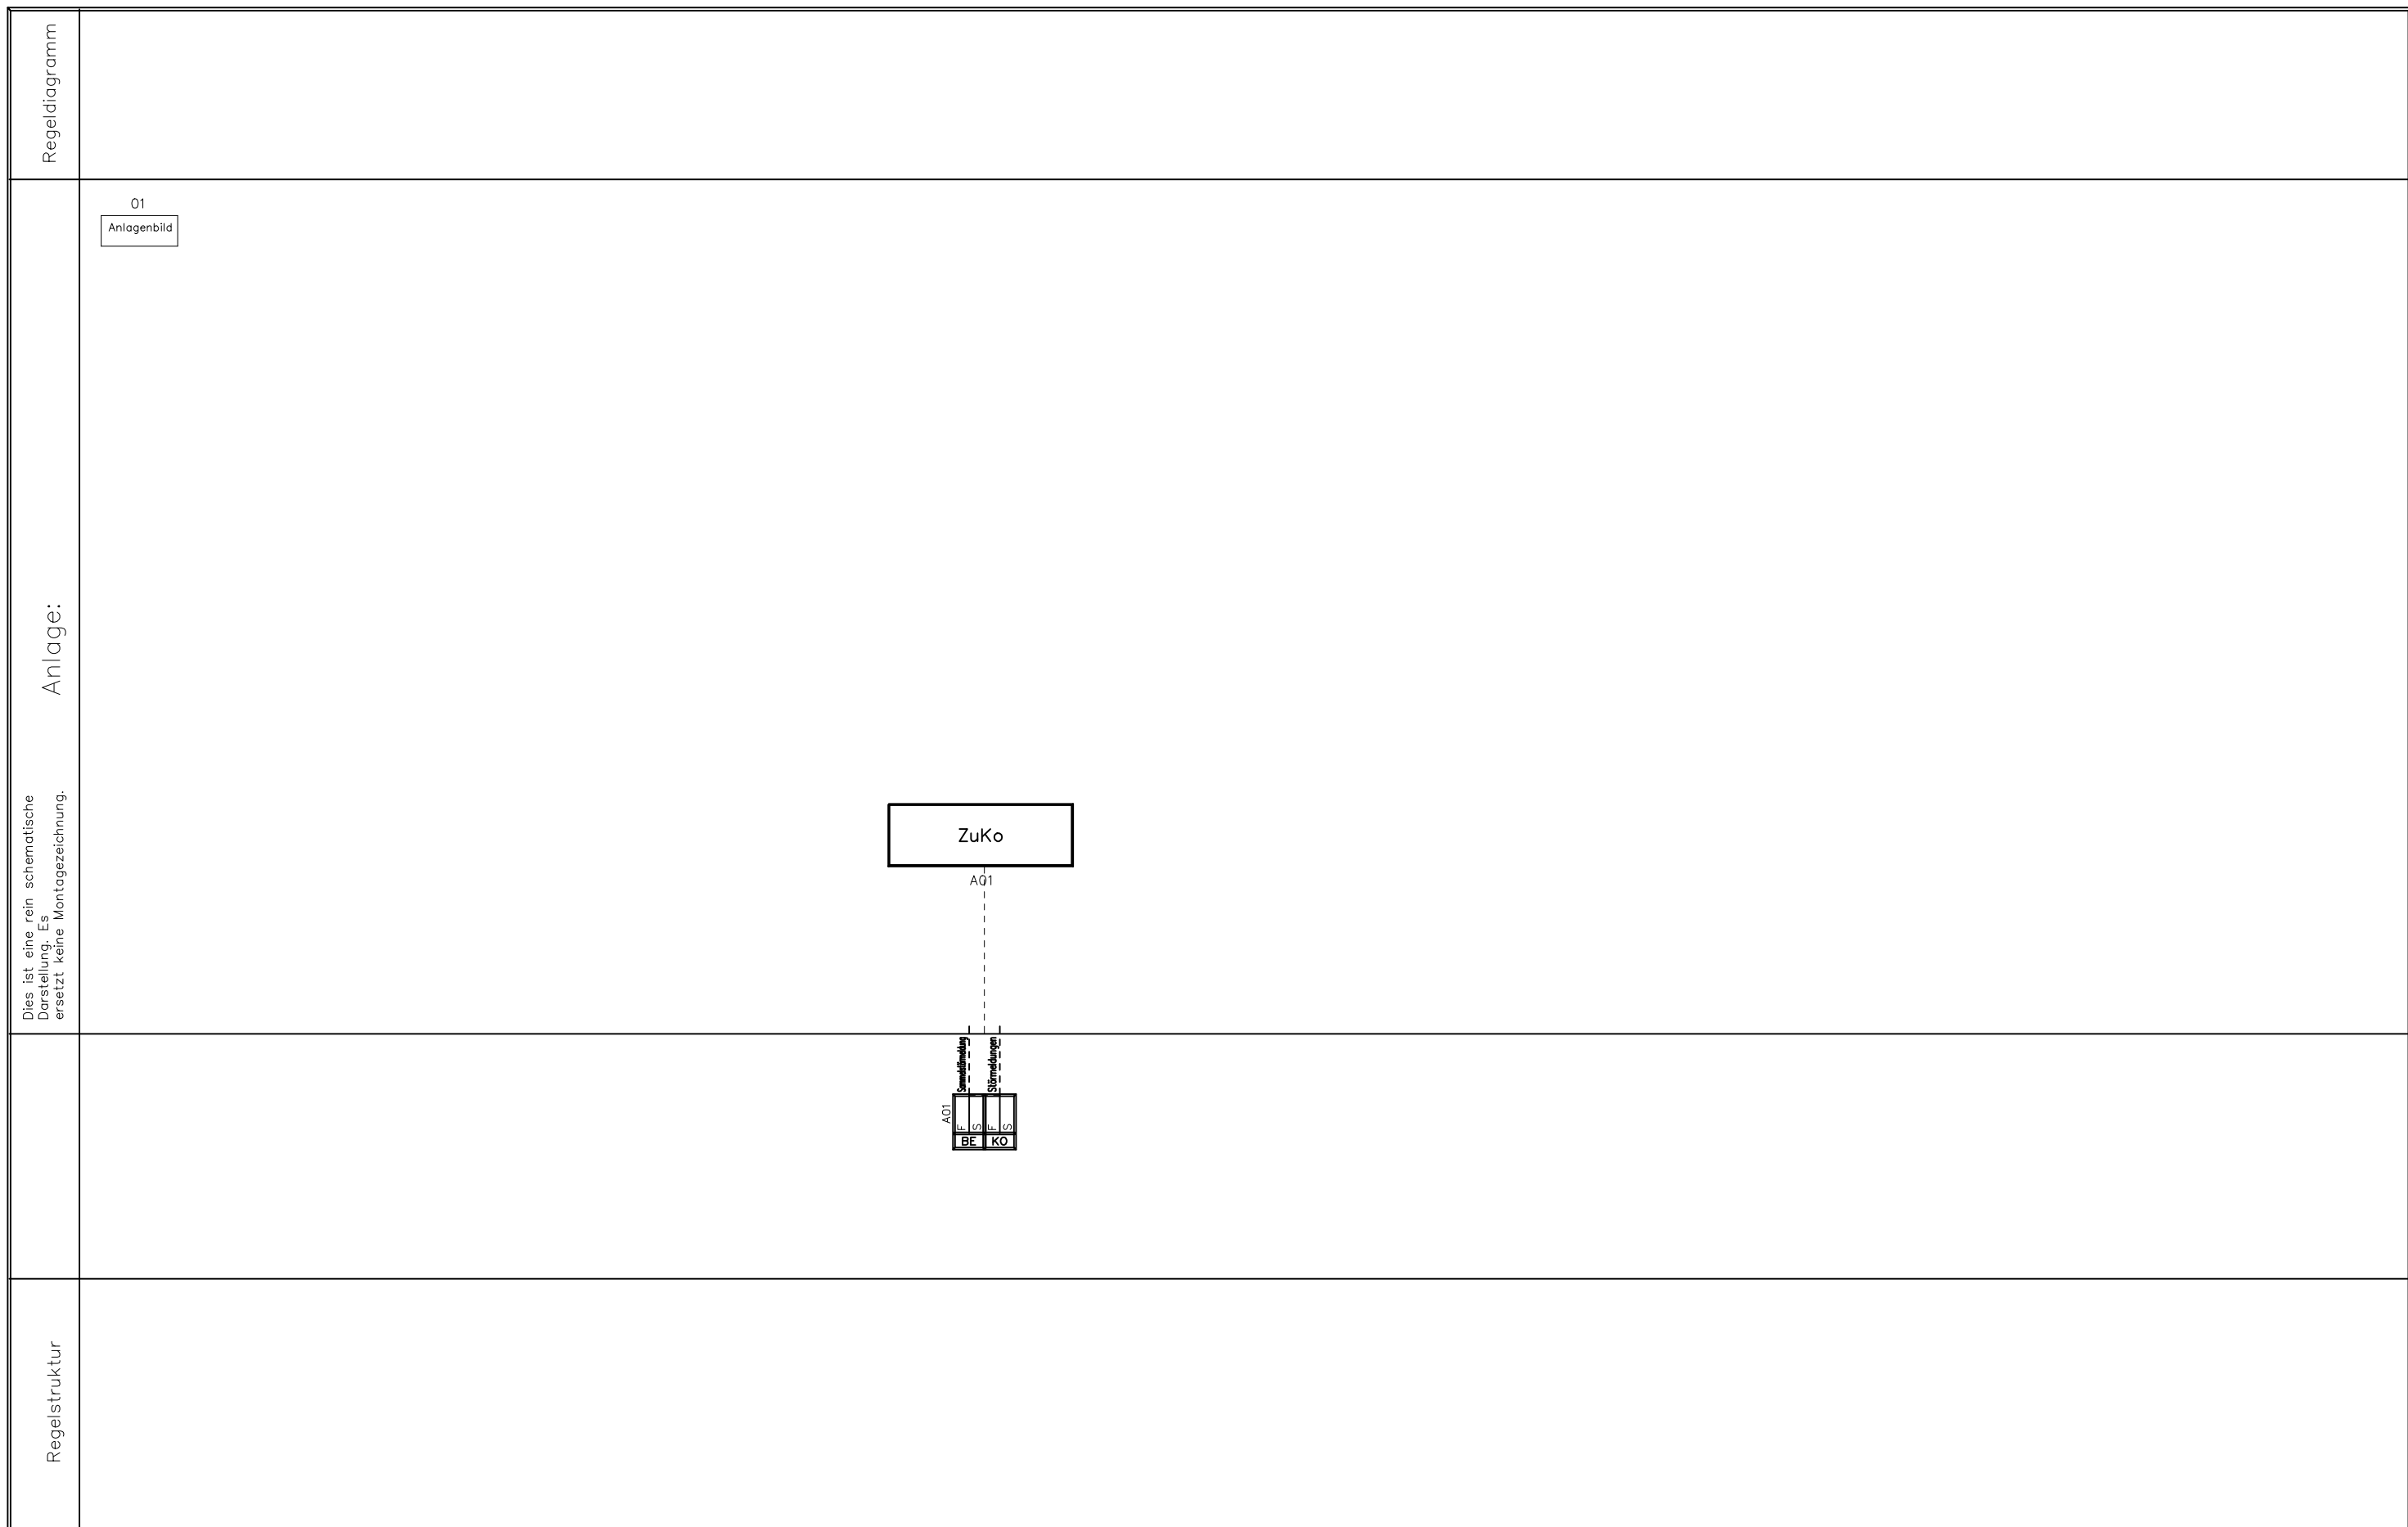 Regeldiagramm
01
Anlagenbild
Anlage:
Dies ist eine rein schematische
Darstellung. Es
ersetzt keine Montagezeichnung.
ZuKo
A01
Sammelstörmeldung
Störmeldungen
A01
F
S
F
S
BE
KO
Regelstruktur